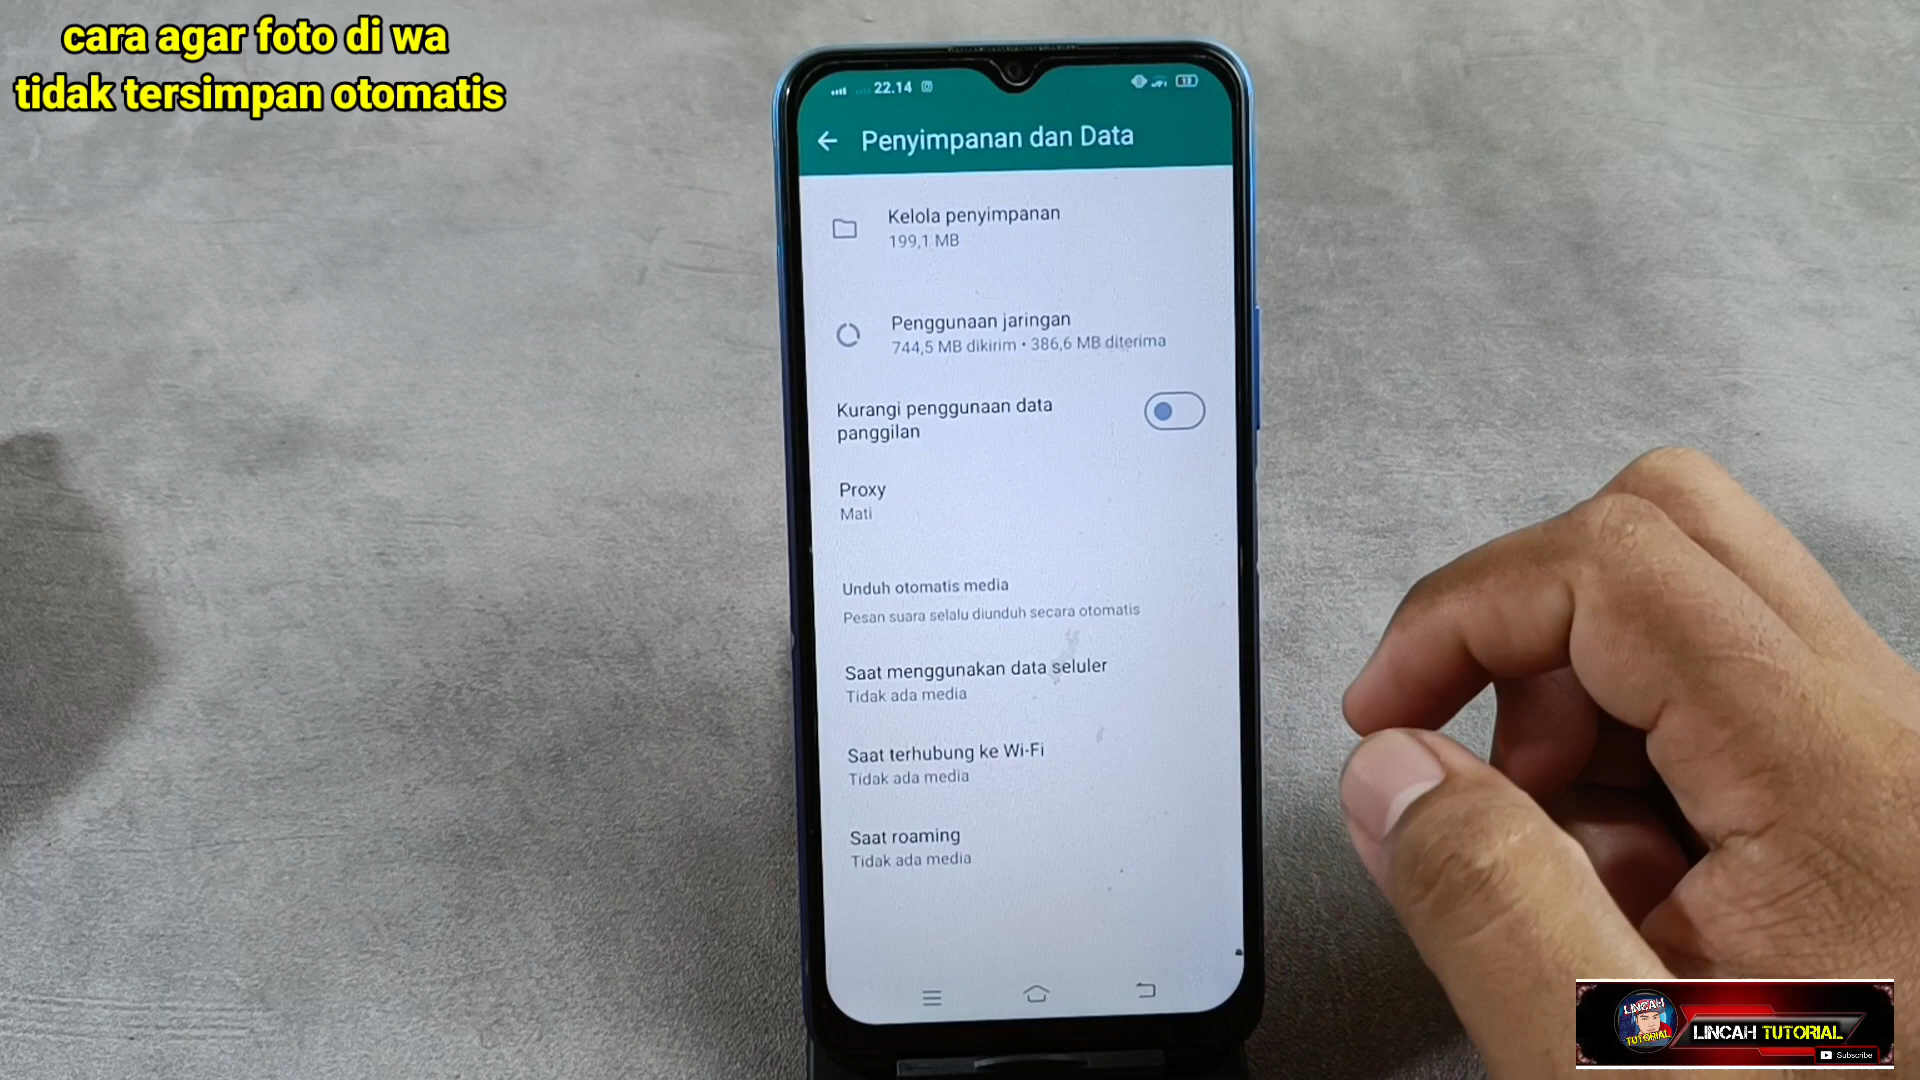 cara agar foto di wa
tidak tersimpan otomatis
22.14
13
Penyimpanan dan Data
Kelola penyimpanan
199,1 MB
Penggunaan jaringan
744,5 MB dikirim • 386,6 MB diterima
Kurangi penggunaan data
panggilan
Proxy
Mati
Unduh otomatis media
Pesan suara selalu diunduh secara otomatis
Saat menggunakan data seluler
Tidak ada media
Saat terhubung ke Wi-Fi
Tidak ada media
Saat roaming
Tidak ada media
LINCAH
TUTORIAL
LINCAH TUTORIAL
Subscribe